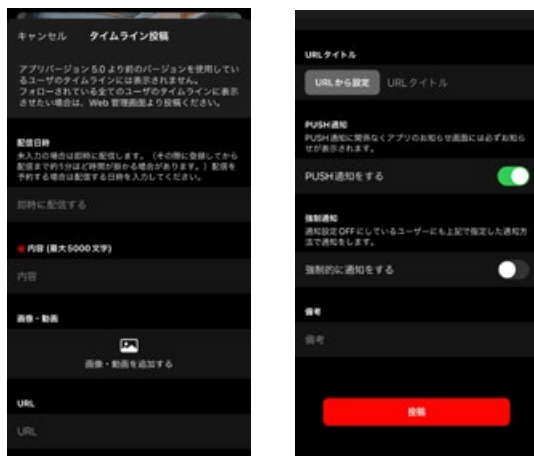 キャンセル タイムライン投稿
アプリバージョン 5.0 より前のバージョンを使用してい
るユーザのタイムラインには表示されません。
フォローされている全てのユーザのタイムラインに表示
させたい場合は、Web 管理画面より投稿ください。
配信日時
未入力の場合は即時に配信します。（その際に登録してから
配信まで約1分ほど時間が掛かる場合があります。）配信を
予約する場合は配信する日時を入力してください。
即時に配信する
内容 (最大5000文字)
内容
画像・動画
画像・動画を追加する
URL
URL
URLタイトル
URLから設定 URLタイトル
PUSH通知
PUSH通知に関係なくアプリのお知らせ画面には必ずお知ら
せが表示されます。
PUSH通知をする
強制通知
通知設定OFFにしているユーザーにも上記で指定した通知方
法で通知をします。
強制的に通知をする
備考
備考
投稿